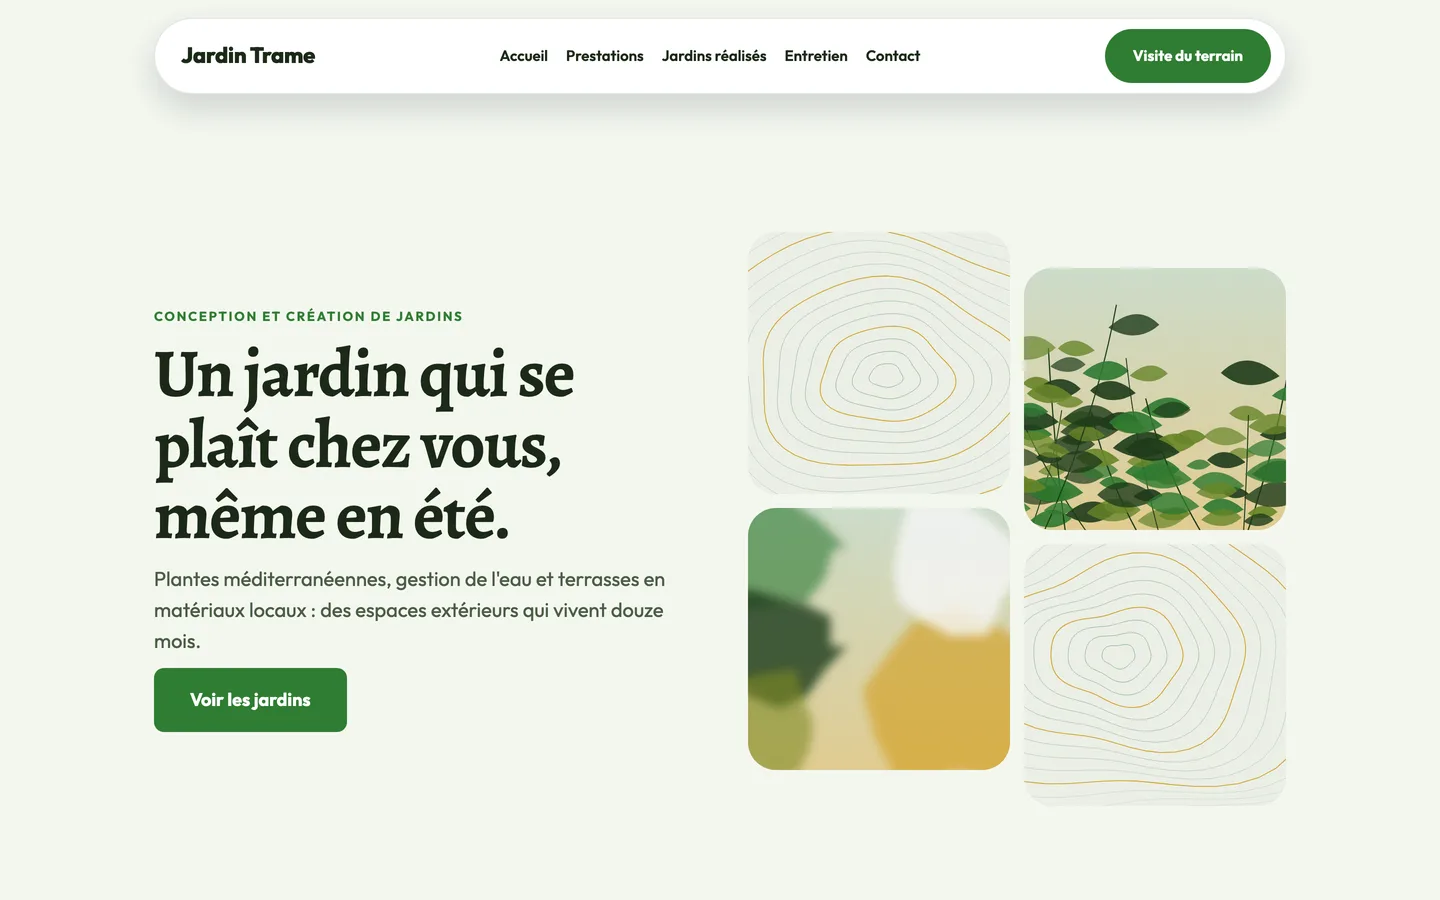 Jardin Trame
Accueil Prestations Jardins réalisés Entretien Contact
Visite du terrain
CONCEPTION ET CRÉATION DE JARDINS
Un jardin qui se
plaît chez vous,
même en été.
Plantes méditerranéennes, gestion de l'eau et terrasses en
matériaux locaux : des espaces extérieurs qui vivent douze
mois.
Voir les jardins